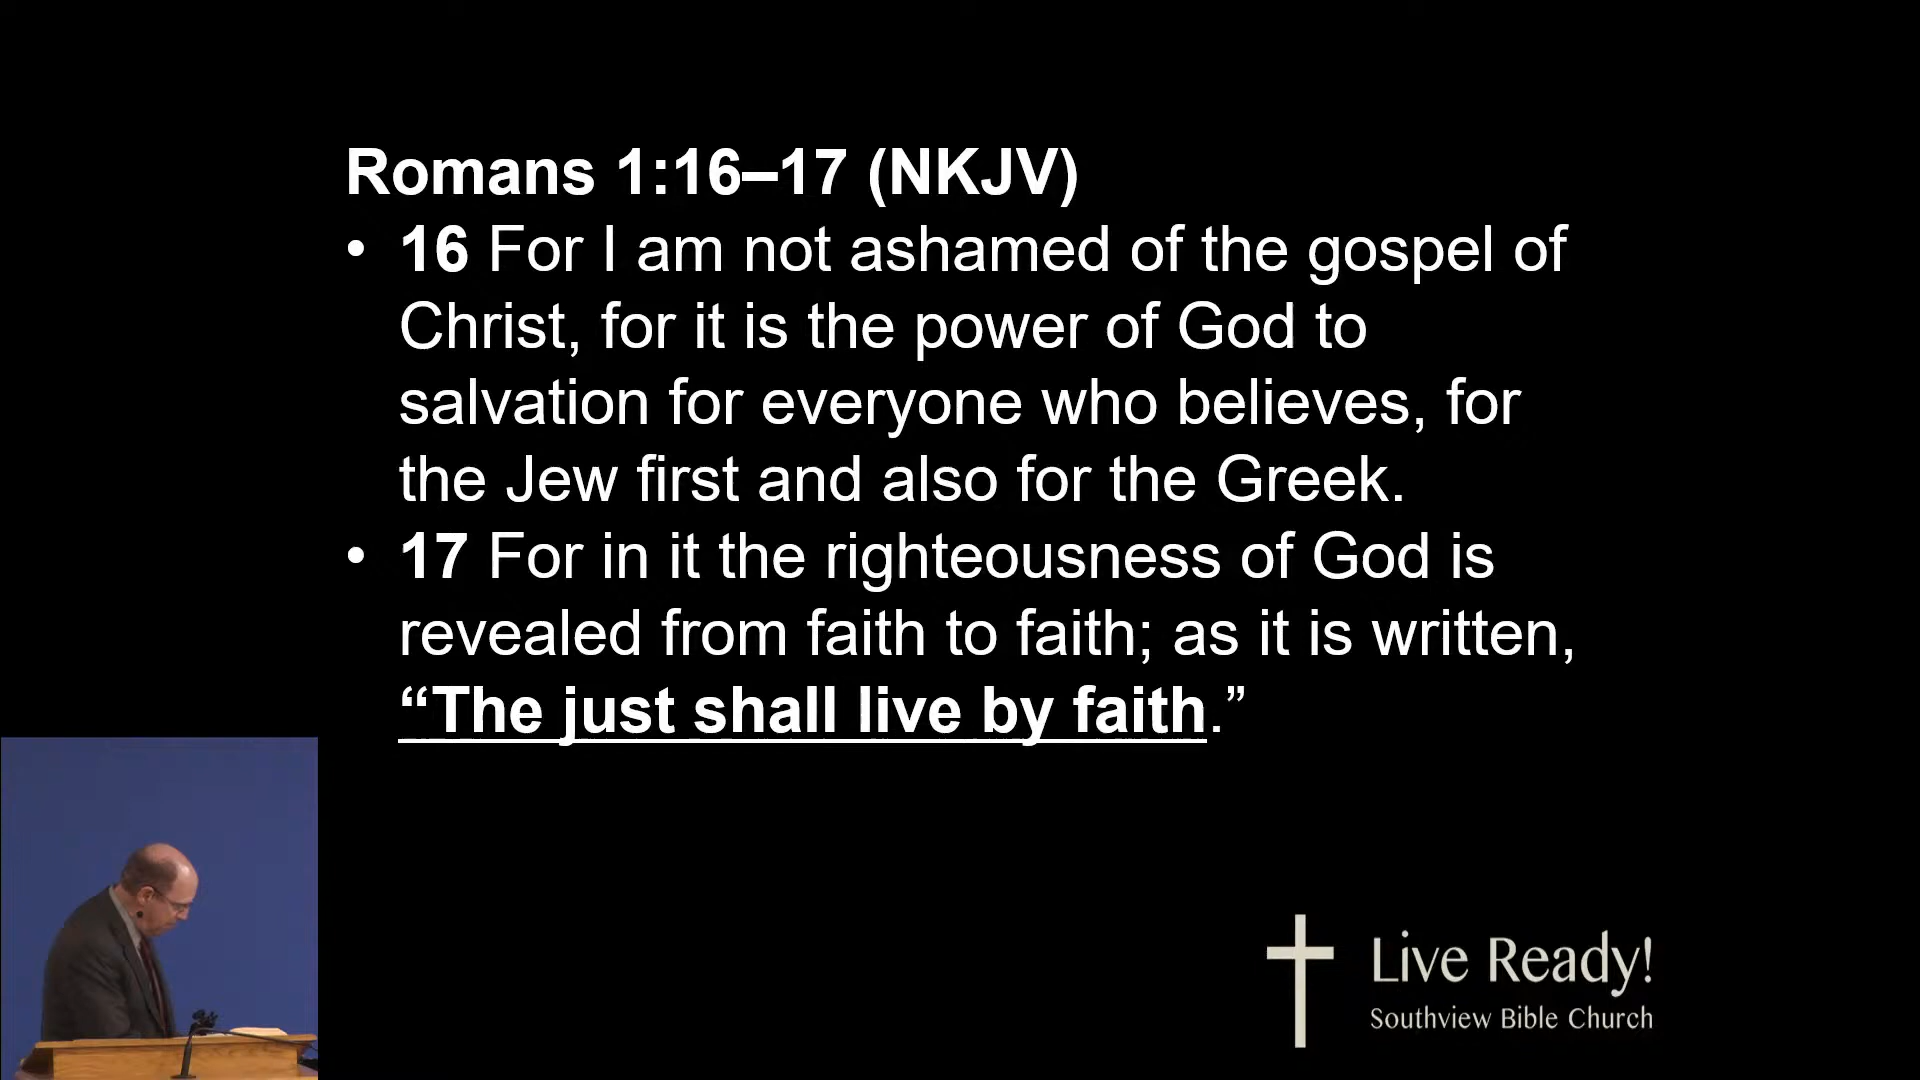 Romans 1:16–17 (NKJV)
• 16 For I am not ashamed of the gospel of
Christ, for it is the power of God to
salvation for everyone who believes, for
the Jew first and also for the Greek.
• 17 For in it the righteousness of God is
revealed from faith to faith; as it is written,
“The just shall live by faith.”
Live Ready!
Southview Bible Church